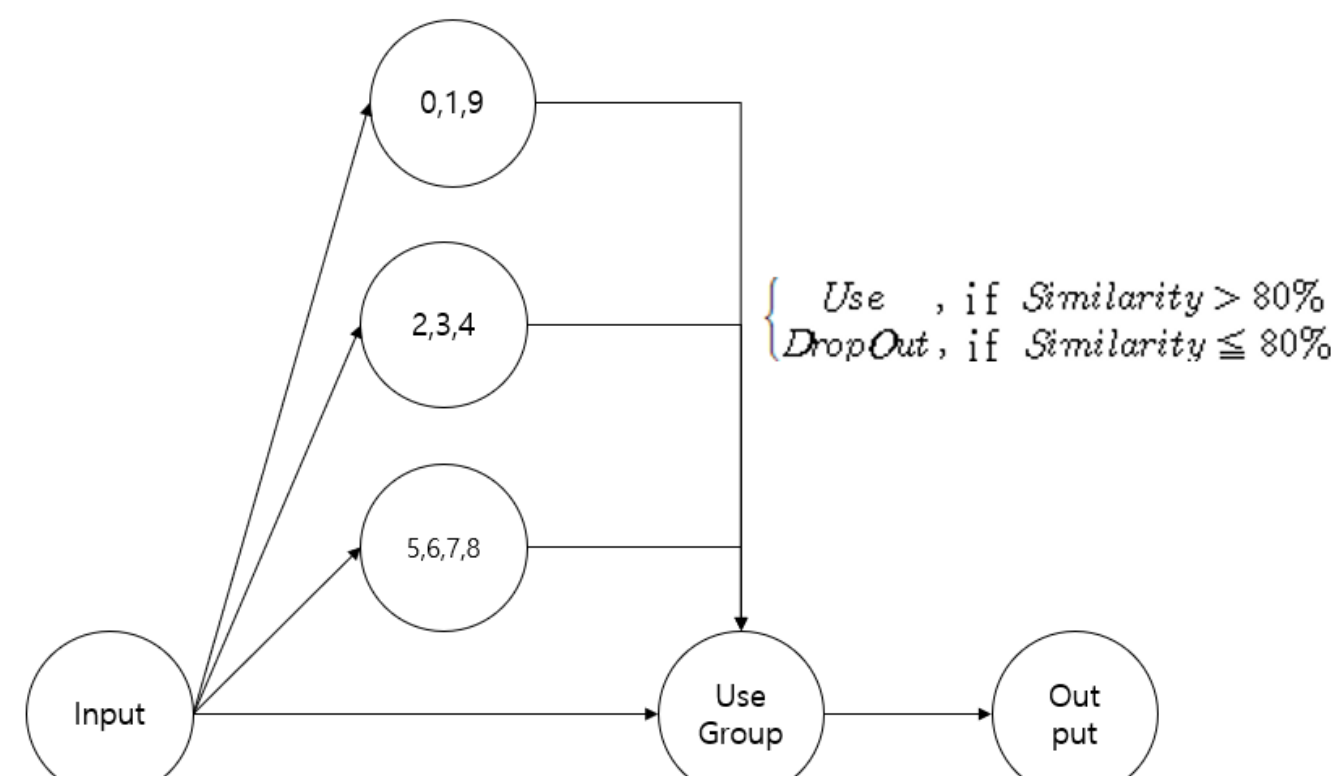 0,1,9
2,3,4
Use , if Similarity > 80%
DropOut, if Similarity ≦ 80%
5,6,7,8
Input
Use
Group
Out
put